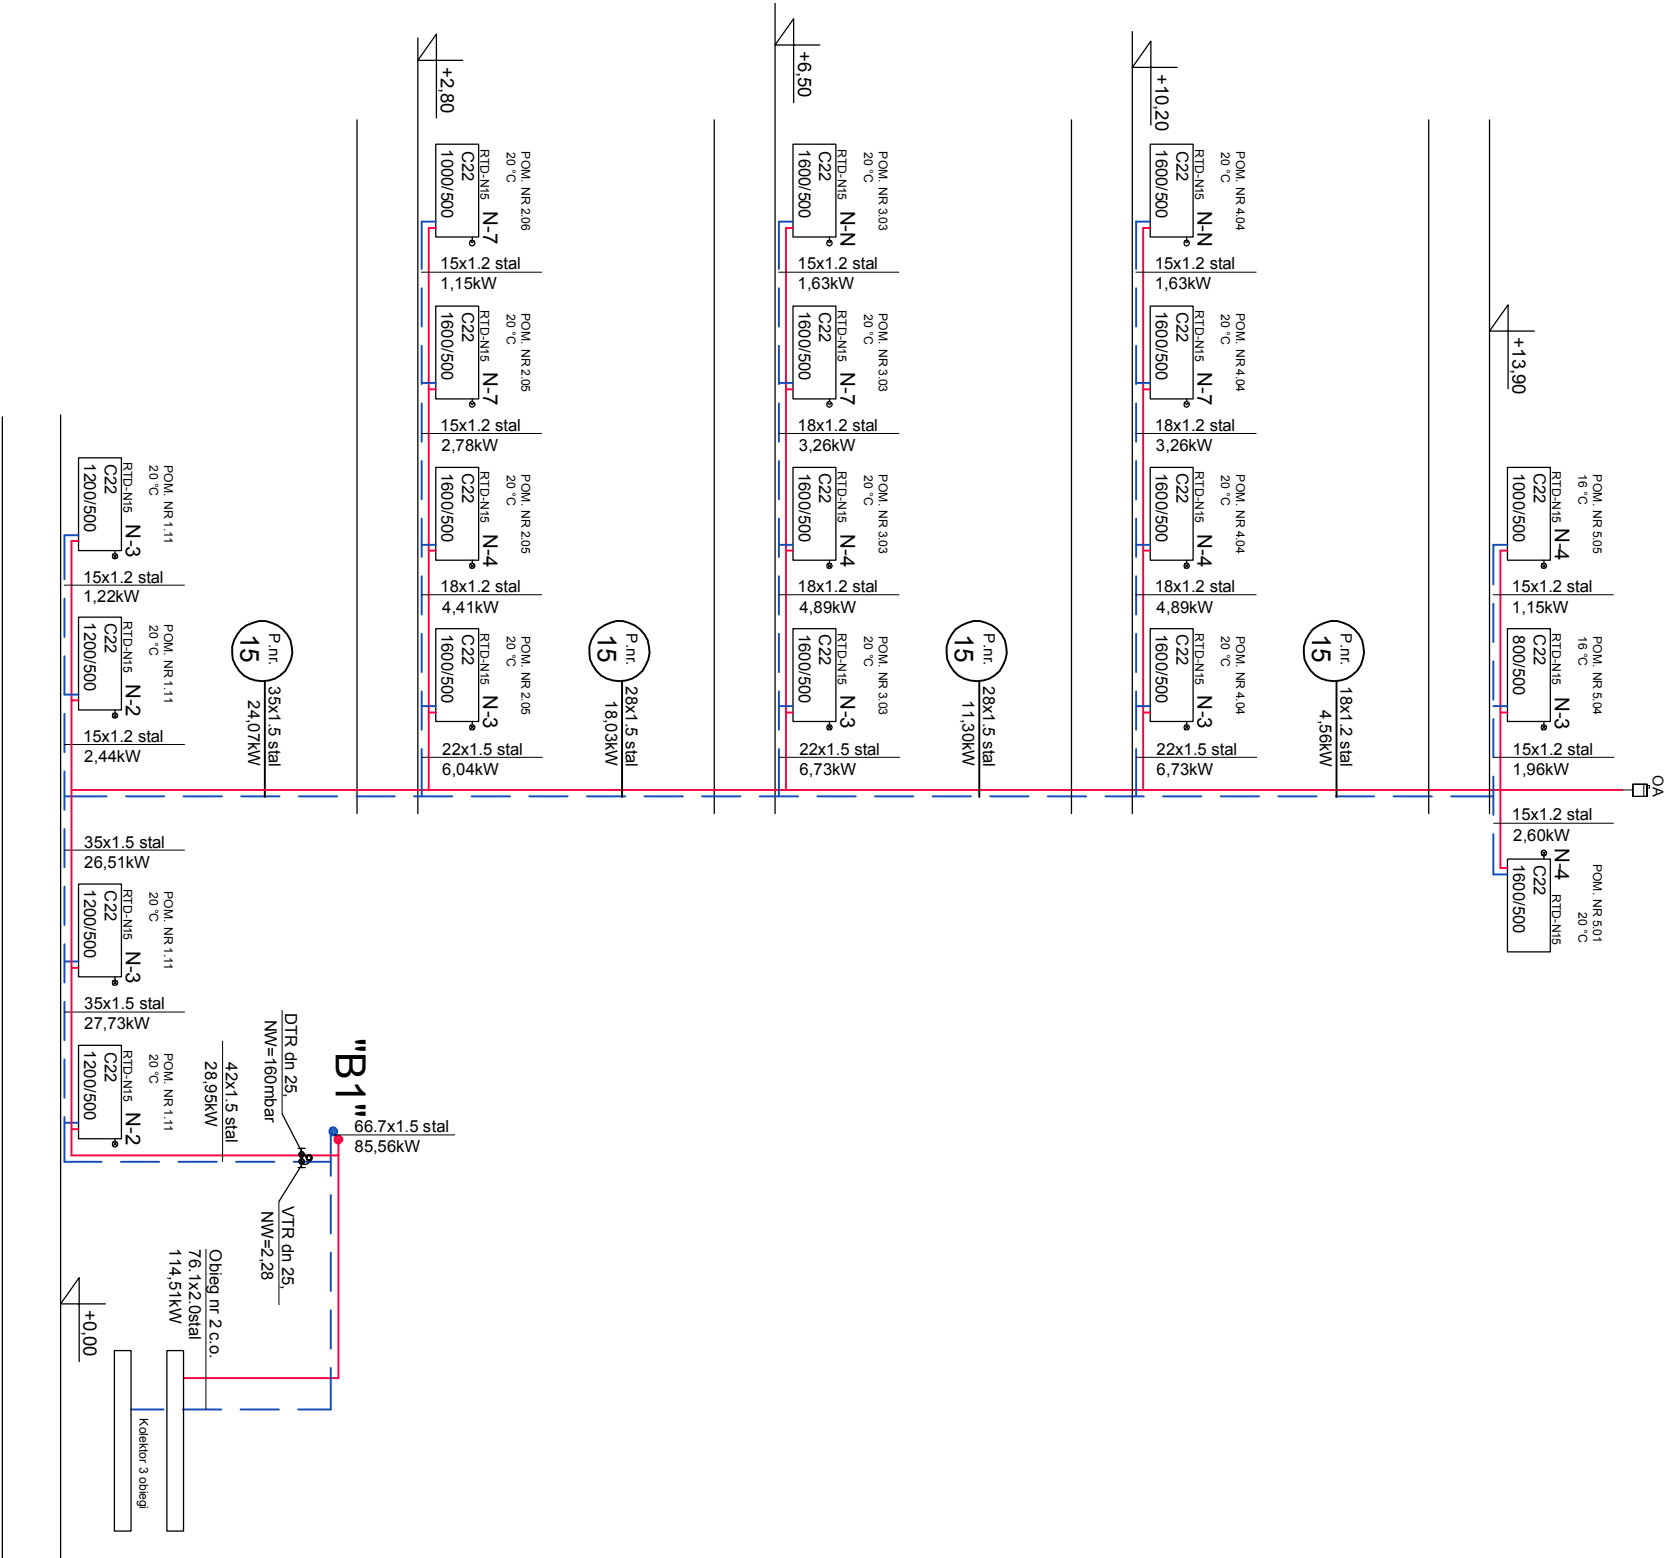 +2,80
POM. NR 2.06
20 °C
RTD-N15 N-7
C22
1000/500
15x1.2 stal
1,15kW
POM. NR 2.05
20 °C
RTD-N15 N-7
C22
1600/500
15x1.2 stal
2,78kW
POM. NR 2.05
20 °C
RTD-N15 N-4
C22
1600/500
18x1.2 stal
4,41kW
POM. NR 2.05
20 °C
RTD-N15 N-3
C22
1600/500
22x1.5 stal
6,04kW
+6,50
POM. NR 3.03
20 °C
RTD-N15 N-N
C22
1600/500
15x1.2 stal
1,63kW
POM. NR 3.03
20 °C
RTD-N15 N-7
C22
1600/500
18x1.2 stal
3,26kW
POM. NR 3.03
20 °C
RTD-N15 N-4
C22
1600/500
18x1.2 stal
4,89kW
POM. NR 3.03
20 °C
RTD-N15 N-3
C22
1600/500
22x1.5 stal
6,73kW
+10,20
POM. NR 4.04
20 °C
RTD-N15 N-N
C22
1600/500
15x1.2 stal
1,63kW
POM. NR 4.04
20 °C
RTD-N15 N-7
C22
1600/500
18x1.2 stal
3,26kW
POM. NR 4.04
20 °C
RTD-N15 N-4
C22
1600/500
18x1.2 stal
4,89kW
POM. NR 4.04
20 °C
RTD-N15 N-3
C22
1600/500
22x1.5 stal
6,73kW
+13,90
POM. NR 5.05
16 °C
RTD-N15 N-4
C22
1000/500
15x1.2 stal
1,15kW
POM. NR 5.04
16 °C
RTD-N15 N-3
C22
800/500
15x1.2 stal
1,96kW
OA
15x1.2 stal
2,60kW
POM. NR 5.01
20 °C
N-4 RTD-N15
C22
1600/500
P.nr.
15
35x1.5 stal
24,07kW
P.nr.
15
28x1.5 stal
18,03kW
P.nr.
15
28x1.5 stal
11,30kW
P.nr.
15
18x1.2 stal
4,56kW
POM. NR 1.11
20 °C
RTD-N15 N-3
C22
1200/500
15x1.2 stal
1,22kW
POM. NR 1.11
20 °C
RTD-N15 N-2
C22
1200/500
15x1.2 stal
2,44kW
35x1.5 stal
26,51kW
POM. NR 1.11
20 °C
RTD-N15 N-3
C22
1200/500
35x1.5 stal
27,73kW
POM. NR 1.11
20 °C
RTD-N15 N-2
C22
1200/500
42x1.5 stal
28,95kW
DTR dn 25,
NW=160mbar
"B1"
66.7x1.5 stal
85,56kW
VTR dn 25,
NW=2,28
Obieg nr 2 c.o.
76.1x2.0stal
114,51kW
+0,00
Kolektor 3 obiegi